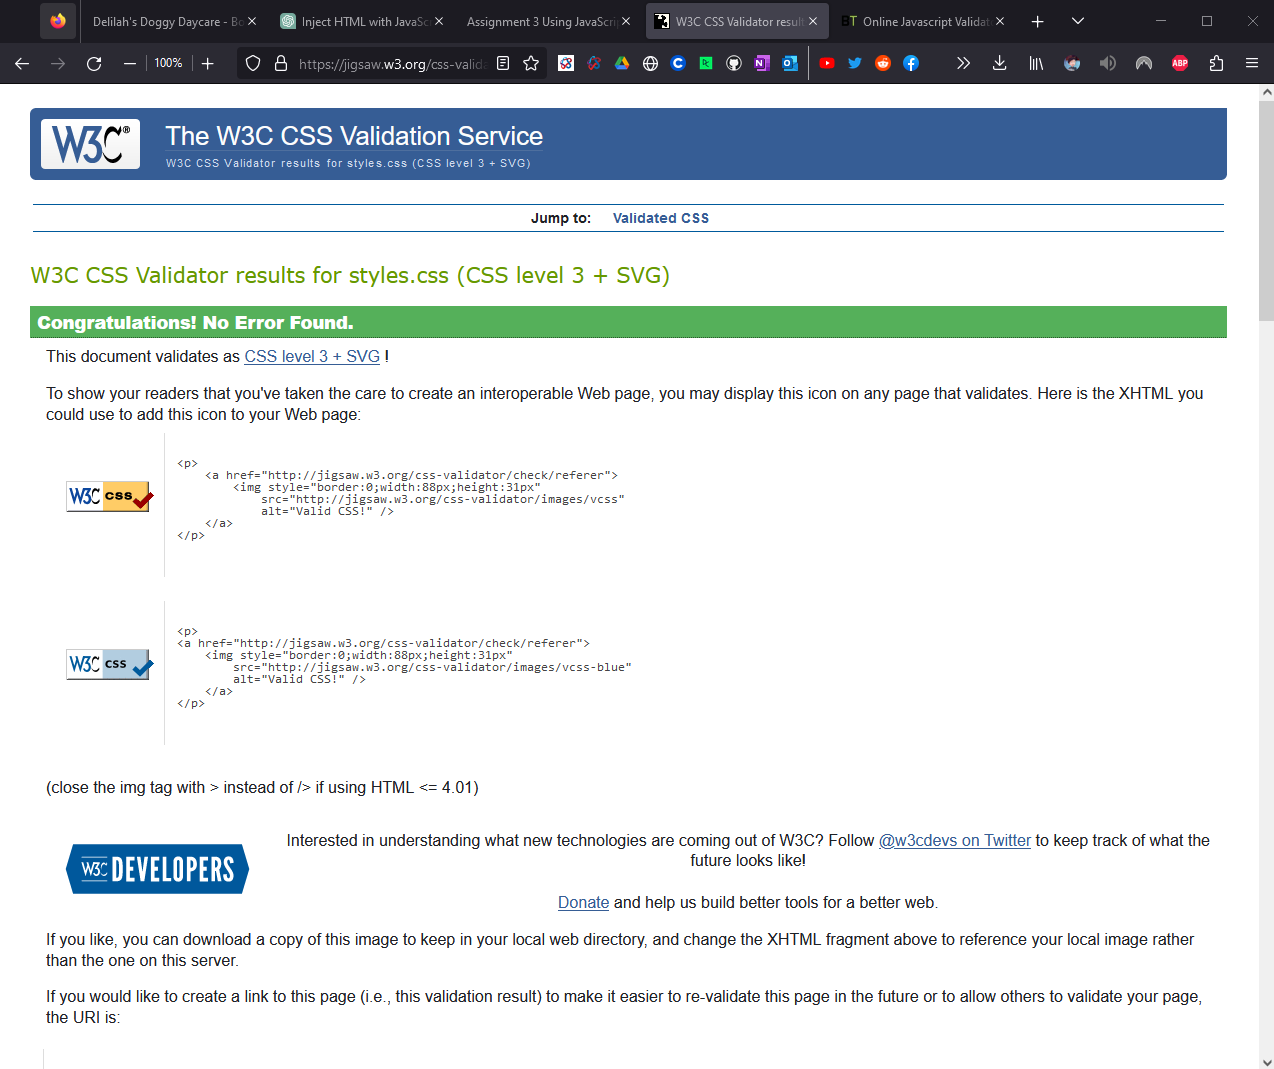 Delilah's Doggy Daycare - Bo
Inject HTML with JavaScr
Assignment 3 Using JavaScri
W3C CSS Validator result
BT Online Javascript Validat
100%
https://jigsaw.w3.org/css-valid
ABP
W3C®
The W3C CSS Validation Service
W3C CSS Validator results for styles.css (CSS level 3 + SVG)
Jump to: Validated CSS
W3C CSS Validator results for styles.css (CSS level 3 + SVG)
Congratulations! No Error Found.
This document validates as CSS level 3 + SVG !
To show your readers that you've taken the care to create an interoperable Web page, you may display this icon on any page that validates. Here is the XHTML you
could use to add this icon to your Web page:
W3C css
<p>
    <a href="http://jigsaw.w3.org/css-validator/check/referer">
        <img style="border:0;width:88px;height:31px"
            src="http://jigsaw.w3.org/css-validator/images/vcss"
            alt="Valid CSS!" />
    </a>
</p>
W3C css
<p>
<a href="http://jigsaw.w3.org/css-validator/check/referer">
    <img style="border:0;width:88px;height:31px"
        src="http://jigsaw.w3.org/css-validator/images/vcss-blue"
        alt="Valid CSS!" />
    </a>
</p>
(close the img tag with > instead of /> if using HTML <= 4.01)
W3C DEVELOPERS
Interested in understanding what new technologies are coming out of W3C? Follow @w3cdevs on Twitter to keep track of what the
future looks like!
Donate and help us build better tools for a better web.
If you like, you can download a copy of this image to keep in your local web directory, and change the XHTML fragment above to reference your local image rather
than the one on this server.
If you would like to create a link to this page (i.e., this validation result) to make it easier to re-validate this page in the future or to allow others to validate your page,
the URI is: